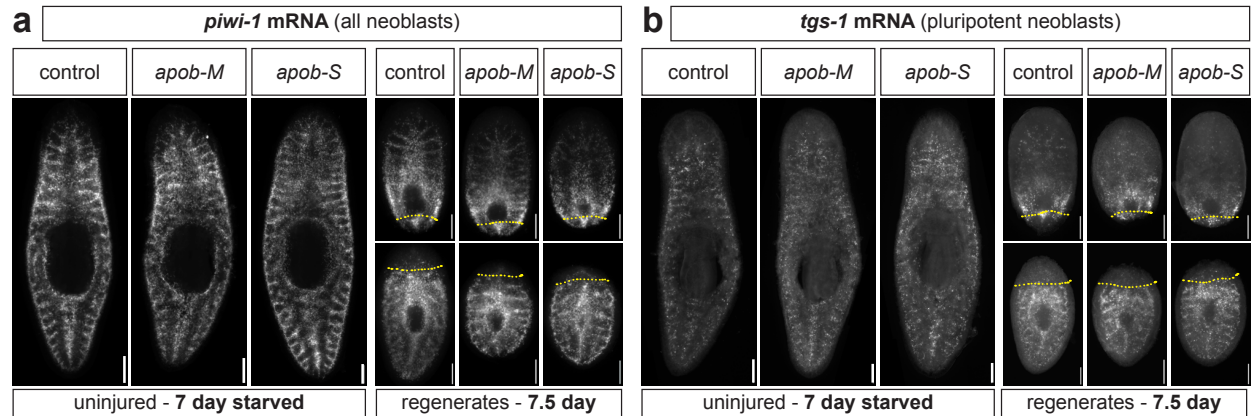 a
piwi-1 mRNA (all neoblasts)
control
apob-M
apob-S
control
apob-M
apob-S
uninjured - 7 day starved
regenerates - 7.5 day
b
tgs-1 mRNA (pluripotent neoblasts)
control
apob-M
apob-S
control
apob-M
apob-S
uninjured - 7 day starved
regenerates - 7.5 day